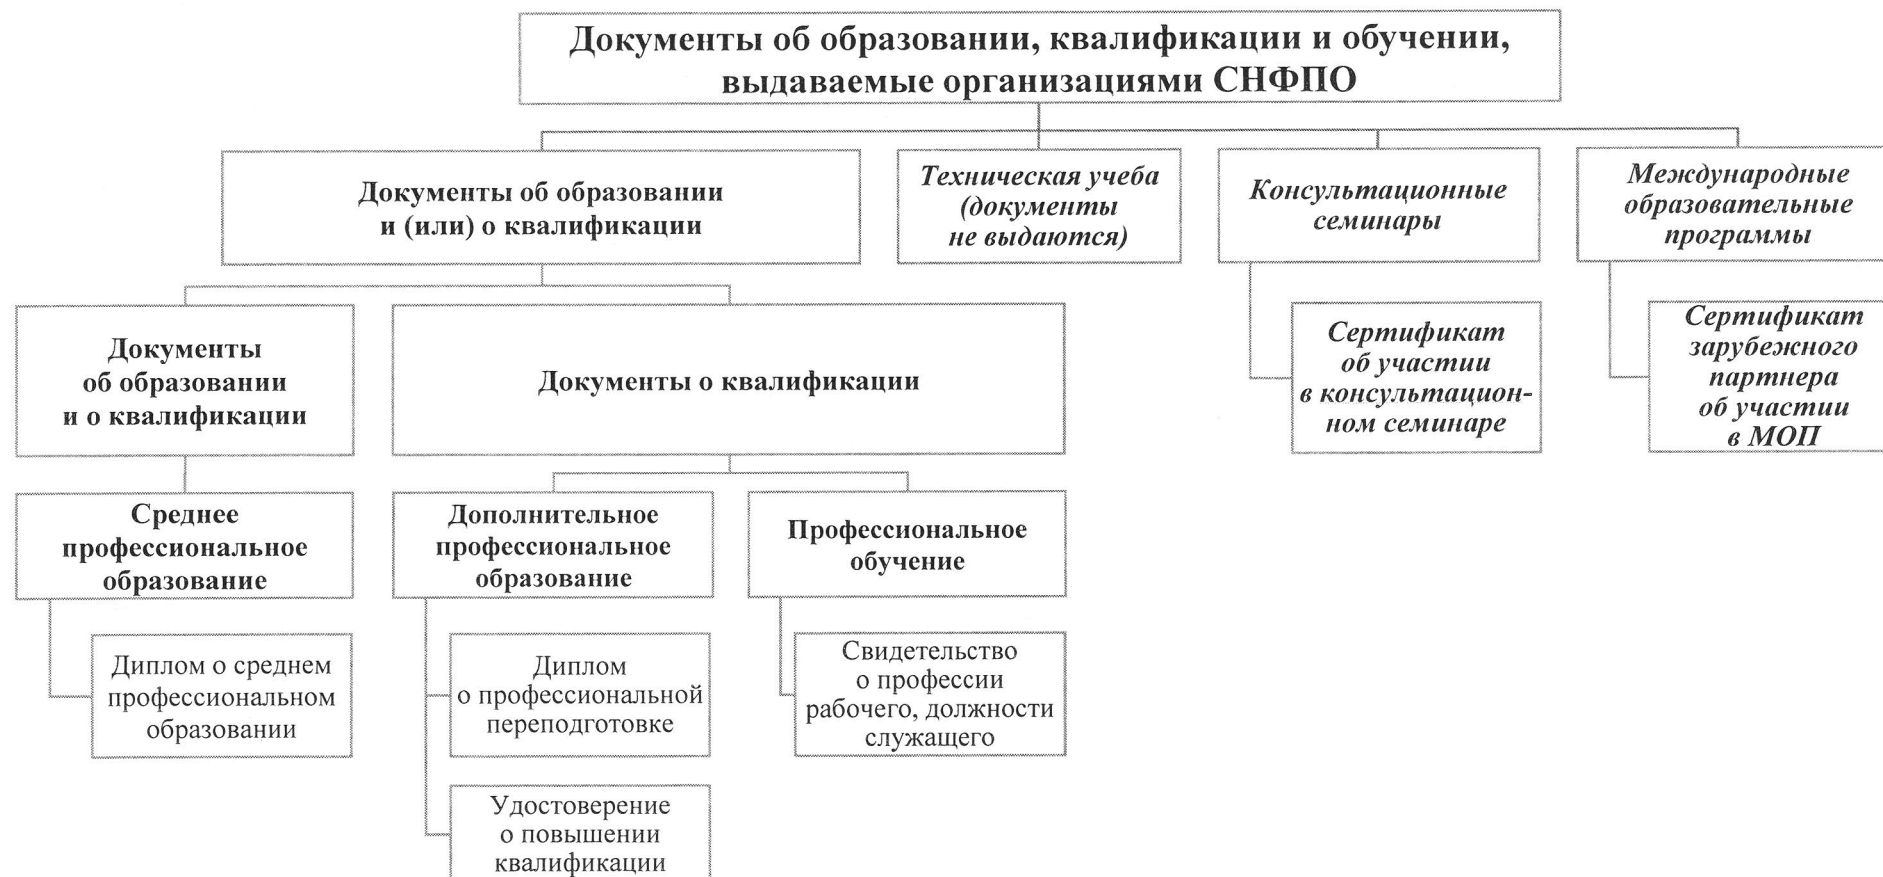 Документы об образовании, квалификации и обучении,
выдаваемые организациями СНФПО
Документы об образовании
и (или) о квалификации
Техническая учеба
(документы
не выдаются)
Консультационные
семинары
Международные
образовательные
программы
Документы
об образовании
и о квалификации
Документы о квалификации
Сертификат
об участии
в консультацион-
ном семинаре
Сертификат
зарубежного
партнера
об участии
в МОП
Среднее
профессиональное
образование
Дополнительное
профессиональное
образование
Профессиональное
обучение
Диплом о среднем
профессиональном
образовании
Диплом
о профессиональной
переподготовке
Свидетельство
о профессии
рабочего, должности
служащего
Удостоверение
о повышении
квалификации